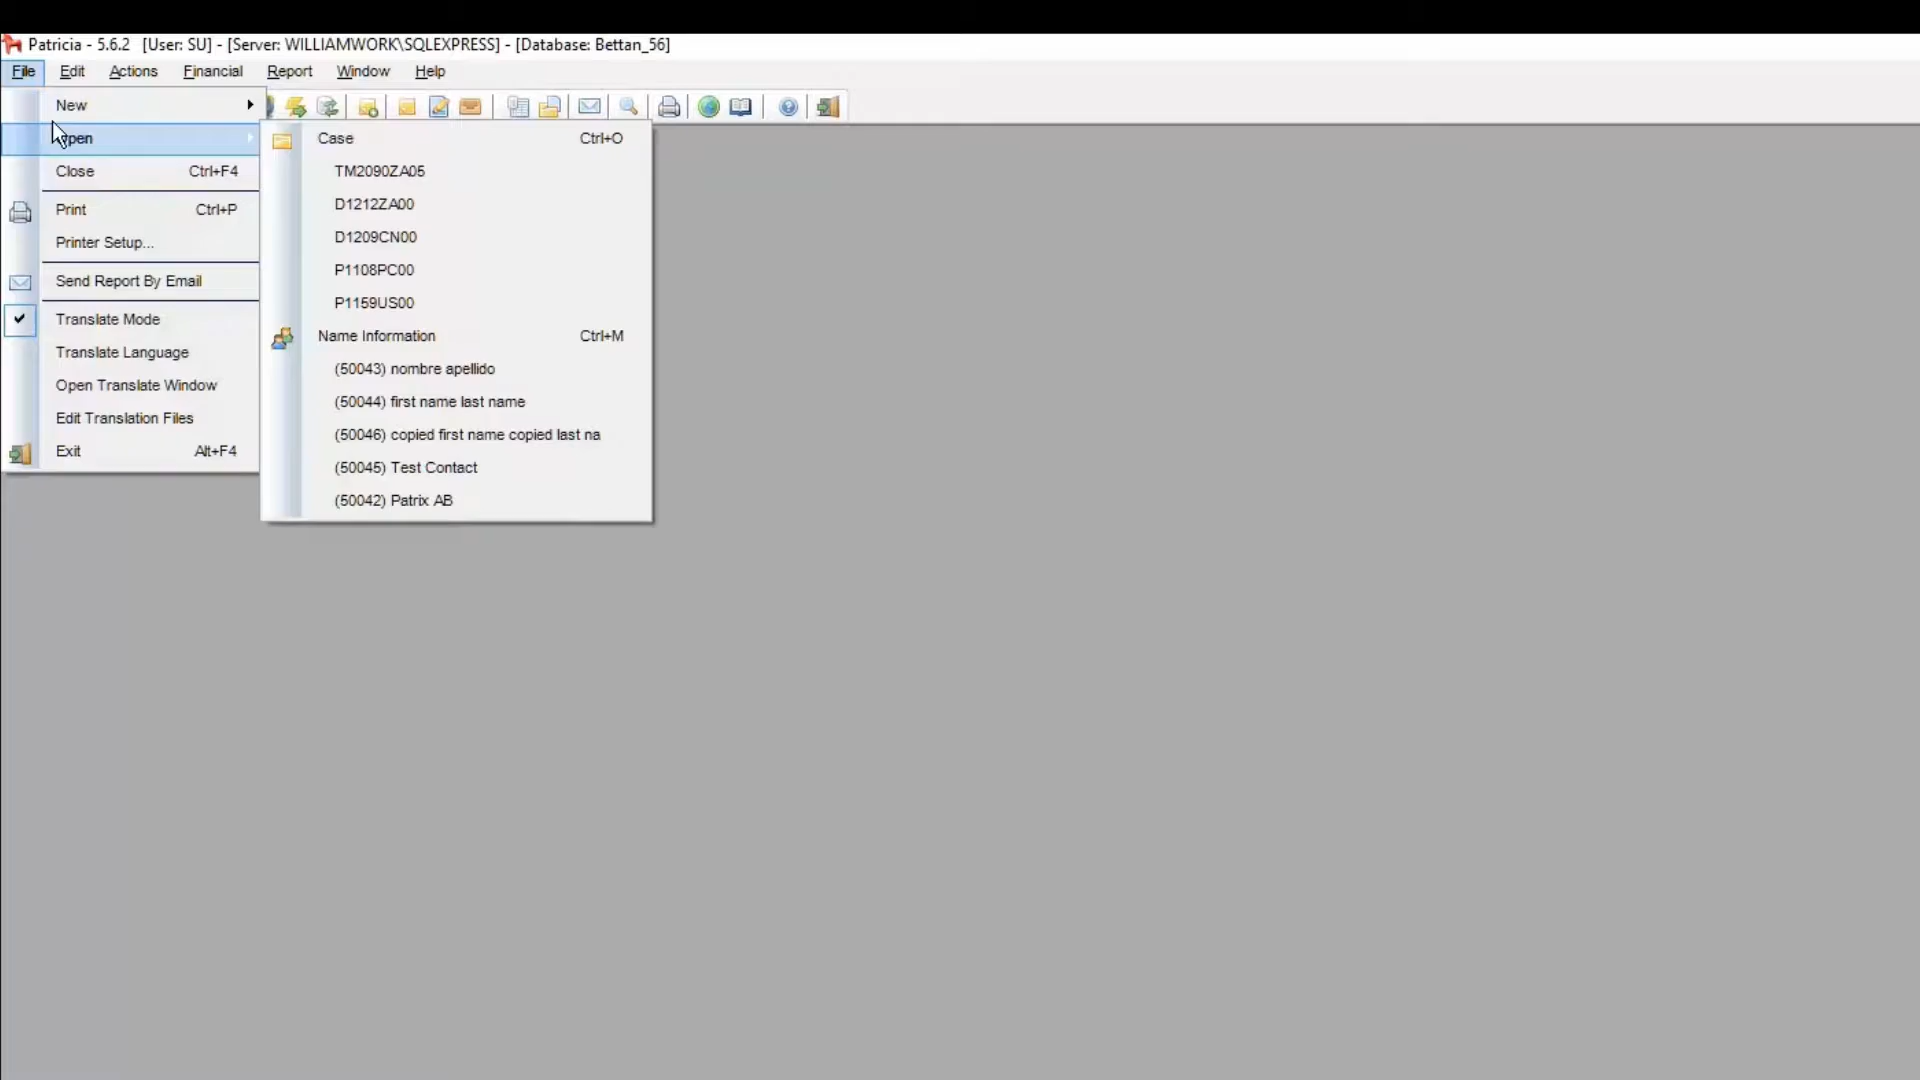 Patricia - 5.6.2 [User: SU] - [Server: WILLIAMWORK\SQLEXPRESS] - [Database: Bettan_56]
File Edit Actions Financial Report Window Help
New
Close Ctrl+F4
Print Ctrl+P
Printer Setup...
Send Report By Email
Translate Mode
Translate Language
Open Translate Window
Edit Translation Files
Exit Alt+F4
Case Ctrl+O
TM2090ZA05
D1212ZA00
D1209CN00
P1108PC00
P1159US00
Name Information Ctrl+M
(50043) nombre apellido
(50044) first name last name
(50046) copied first name copied last na
(50045) Test Contact
(50042) Patrix AB